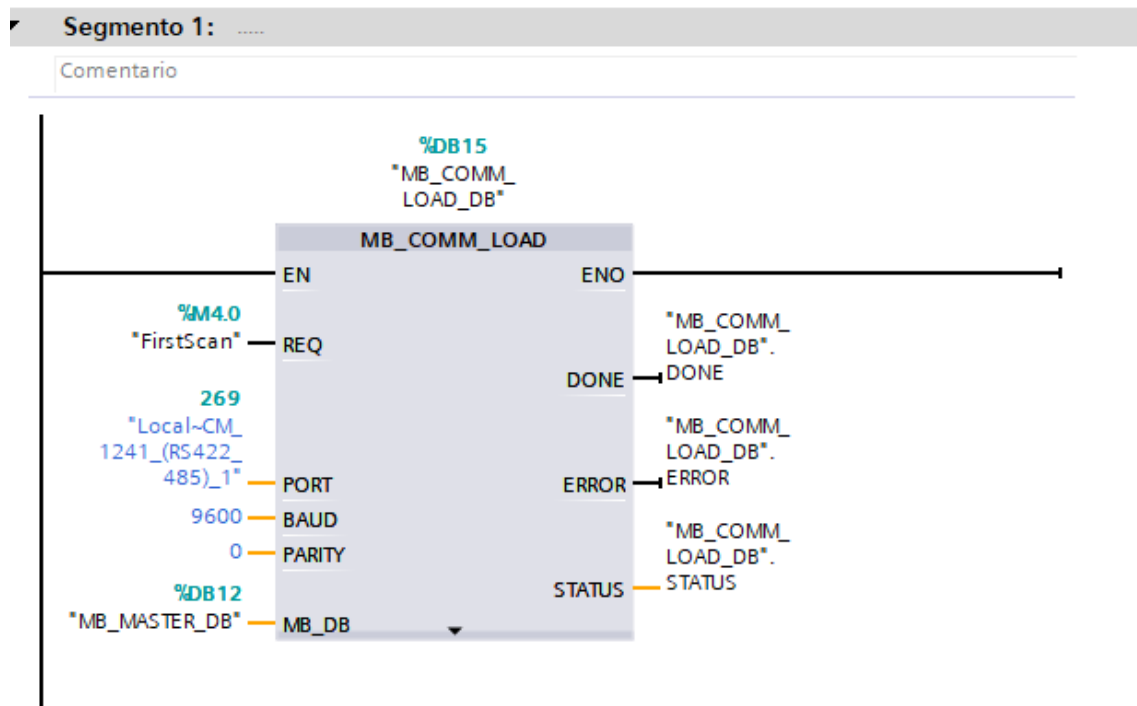 Segmento 1: .....
Comentario
%DB15
"MB_COMM_
LOAD_DB"
MB_COMM_LOAD
EN
ENO
%M4.0
"FirstScan"
REQ
"MB_COMM_
LOAD_DB".
DONE
DONE
269
"Local~CM_
1241_(RS422_
485)_1"
PORT
"MB_COMM_
LOAD_DB".
ERROR
ERROR
9600
BAUD
0
PARITY
"MB_COMM_
LOAD_DB".
STATUS
STATUS
%DB12
"MB_MASTER_DB"
MB_DB